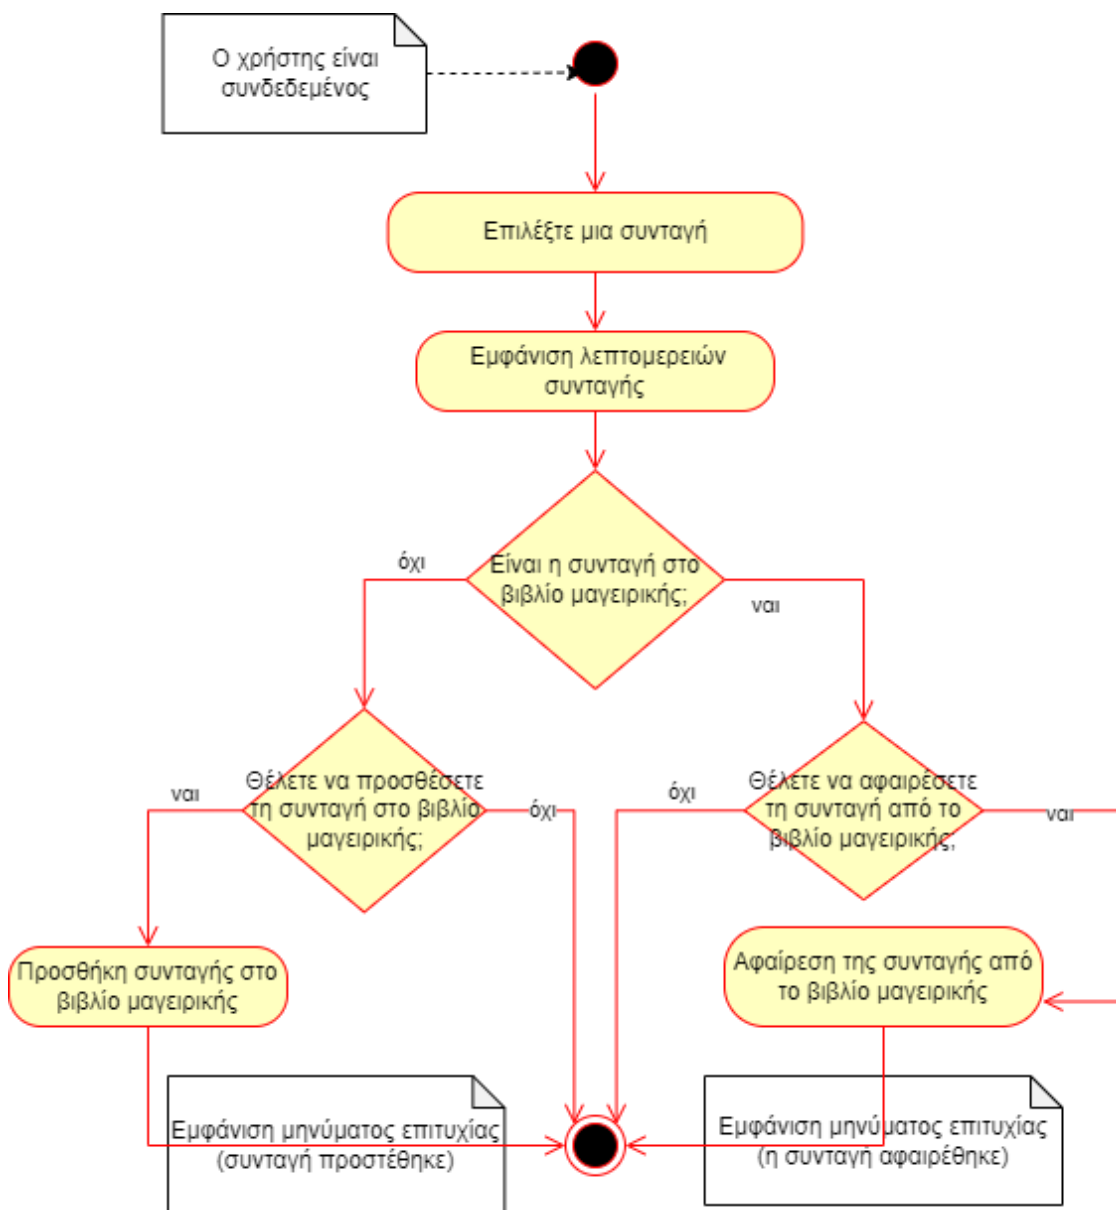 Ο χρήστης είναι
συνδεδεμένος
Επιλέξτε μια συνταγή
Εμφάνιση λεπτομερειών
συνταγής
Είναι η συνταγή στο
βιβλίο μαγειρικής;
όχι
ναι
Θέλετε να προσθέσετε
τη συνταγή στο βιβλίο
μαγειρικής;
ναι
όχι
Θέλετε να αφαιρέσετε
τη συνταγή από το
βιβλίο μαγειρικής;
όχι
ναι
Προσθήκη συνταγής στο
βιβλίο μαγειρικής
Αφαίρεση της συνταγής από
το βιβλίο μαγειρικής
Εμφάνιση μηνύματος επιτυχίας
(συνταγή προστέθηκε)
Εμφάνιση μηνύματος επιτυχίας
(η συνταγή αφαιρέθηκε)